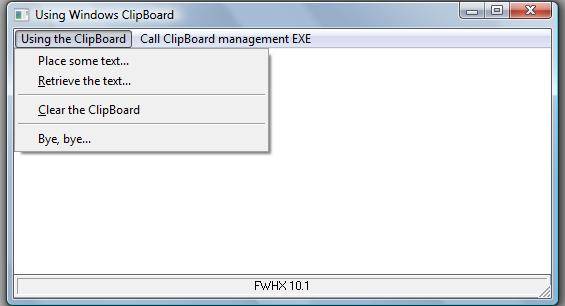 Using Windows ClipBoard
Using the ClipBoard Call ClipBoard management EXE
Place some text...
Retrieve the text...
Clear the ClipBoard
Bye, bye...
FWHX 10.1